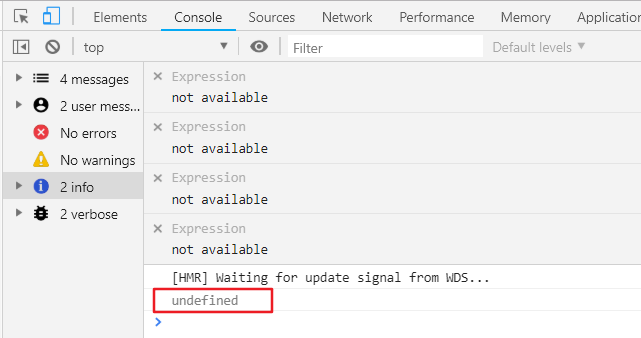 Elements Console Sources Network Performance Memory Application
top Filter Default levels
4 messages
2 user mess...
No errors
No warnings
2 info
2 verbose
Expression
not available
Expression
not available
Expression
not available
Expression
not available
[HMR] Waiting for update signal from WDS...
undefined